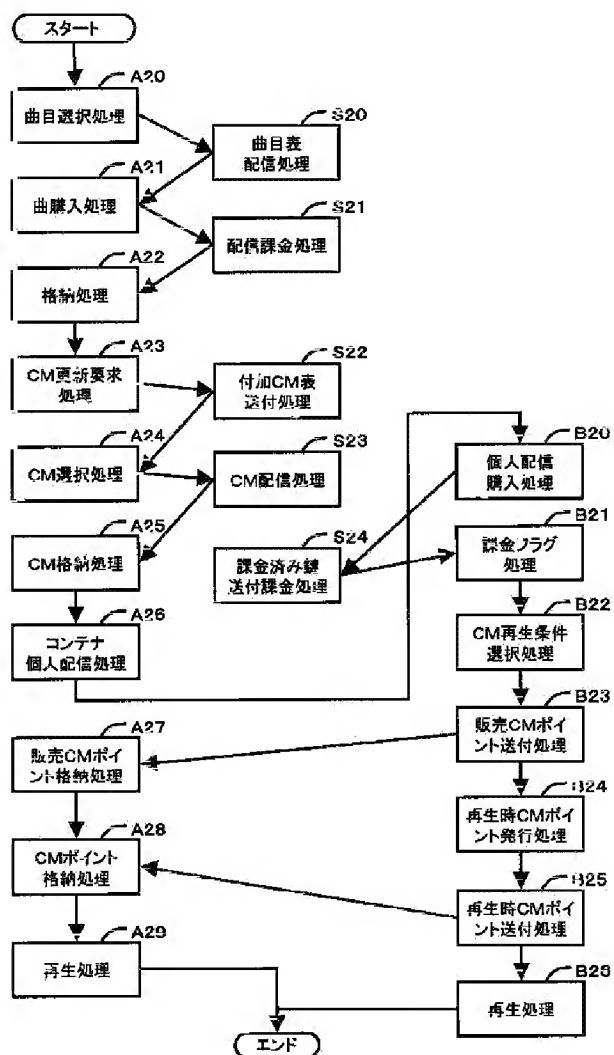 スタート
A20
曲目選択処理
S20
曲目表
配信処理
A21
曲購入処理
S21
配信課金処理
A22
格納処理
A23
CM更新要求
処理
S22
付加CM表
送付処理
A24
CM選択処理
S23
CM配信処理
B20
個人配信
購入処理
A25
CM格納処理
S24
課金済み鍵
送付課金処理
B21
課金フラグ
処理
A26
コンテナ
個人配信処理
B22
CM再生条件
選択処理
B23
販売CMポイ
ント送付処理
A27
販売CMポイ
ント格納処理
B24
再生時CMポイ
ント発行処理
A28
CMポイント
格納処理
B25
再生時CMポイ
ント送付処理
A29
再生処理
B26
再生処理
エンド